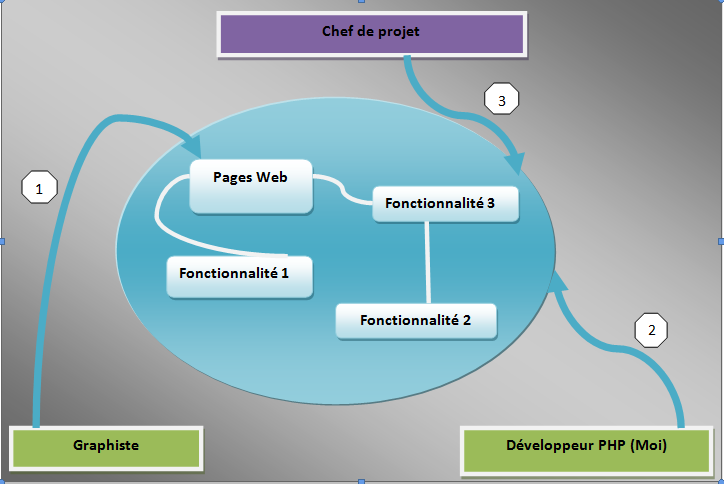 Chef de projet
3
1
Pages Web
Fonctionnalité 3
Fonctionnalité 1
Fonctionnalité 2
2
Graphiste
Développeur PHP (Moi)